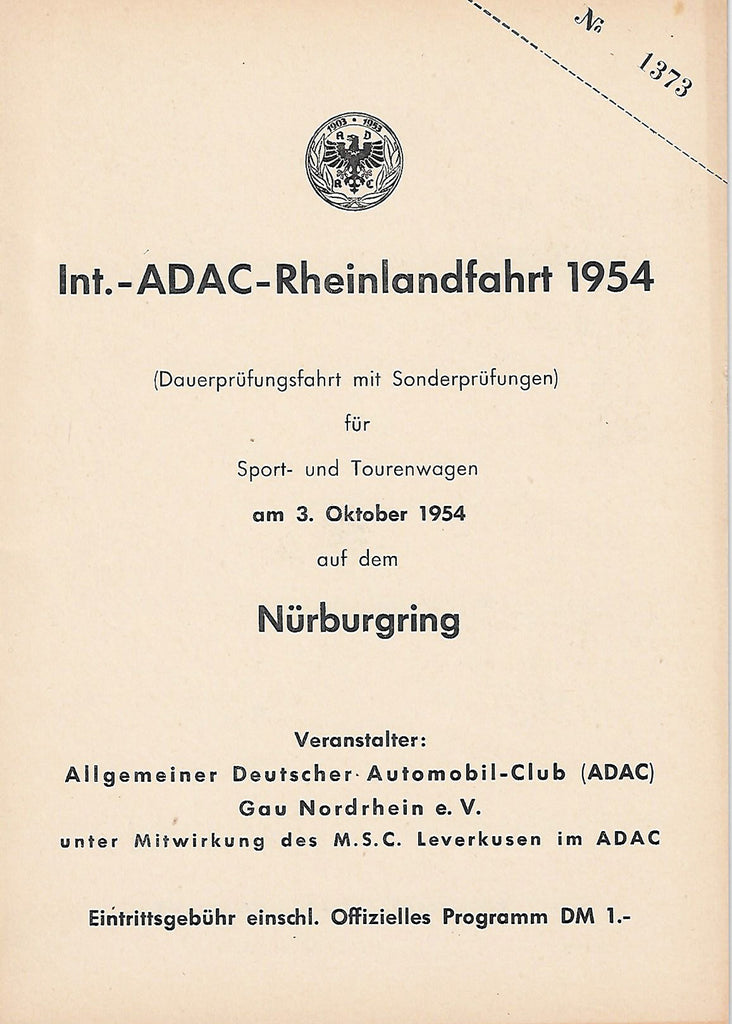 № 1373
1903 • 1953
A D
A C
Int.-ADAC-Rheinlandfahrt 1954
(Dauerprüfungsfahrt mit Sonderprüfungen)
für
Sport- und Tourenwagen
am 3. Oktober 1954
auf dem
Nürburgring
Veranstalter:
Allgemeiner Deutscher Automobil-Club (ADAC)
Gau Nordrhein e. V.
unter Mitwirkung des M.S.C. Leverkusen im ADAC
Eintrittsgebühr einschl. Offizielles Programm DM 1.-